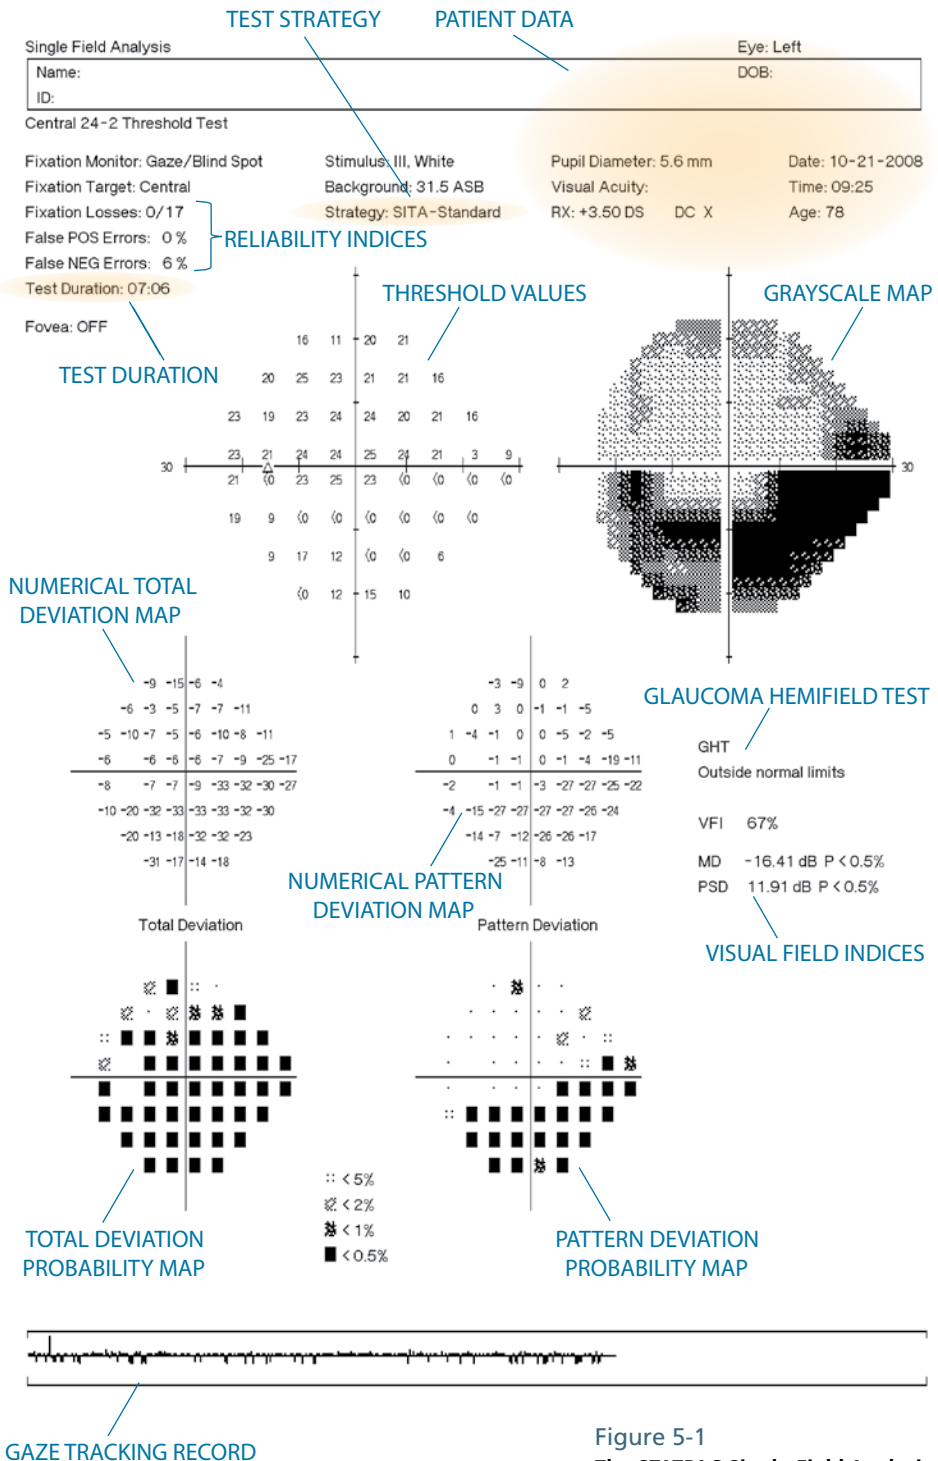 TEST STRATEGY PATIENT DATA
Single Field Analysis Eye: Left
Name: DOB:
ID:
Central 24-2 Threshold Test
Fixation Monitor: Gaze/Blind Spot Stimulus: III, White Pupil Diameter: 5.6 mm Date: 10-21-2008
Fixation Target: Central Background: 31.5 ASB Visual Acuity: Time: 09:25
Fixation Losses: 0/17 Strategy: SITA-Standard RX: +3.50 DS DC X Age: 78
False POS Errors: 0 % RELIABILITY INDICES
False NEG Errors: 6 %
Test Duration: 07:06
THRESHOLD VALUES GRAYSCALE MAP
Fovea: OFF
16 11 20 21
TEST DURATION
20 25 23 21 21 16
23 19 23 24 24 20 21 16
23 21 24 24 25 24 21 3 9
30 30
21 <0 23 25 23 <0 <0 <0 <0
19 9 <0 <0 <0 <0 <0 <0
9 17 12 <0 <0 6
<0 12 15 10
NUMERICAL TOTAL
DEVIATION MAP
-9 -15 -6 -4
-6 -3 -5 -7 -7 -11
-5 -10 -7 -5 -6 -10 -8 -11
-6 -6 -6 -6 -7 -9 -25 -17
-8 -7 -7 -9 -33 -32 -30 -27
-10 -20 -32 -33 -33 -33 -32 -30
-20 -13 -18 -32 -32 -23
-31 -17 -14 -18
-3 -9 0 2
0 3 0 -1 -1 -5
1 -4 -1 0 0 -5 -2 -5
0 -1 -1 0 -1 -4 -19 -11
-2 -1 -1 -3 -27 -27 -25 -22
-4 -15 -27 -27 -27 -27 -26 -24
-14 -7 -12 -26 -26 -17
-25 -11 -8 -13
NUMERICAL PATTERN
DEVIATION MAP
GLAUCOMA HEMIFIELD TEST
GHT
Outside normal limits
VFI 67%
MD -16.41 dB P < 0.5%
PSD 11.91 dB P < 0.5%
VISUAL FIELD INDICES
Total Deviation Pattern Deviation
< 5%
< 2%
< 1%
< 0.5%
TOTAL DEVIATION
PROBABILITY MAP
PATTERN DEVIATION
PROBABILITY MAP
GAZE TRACKING RECORD
Figure 5-1